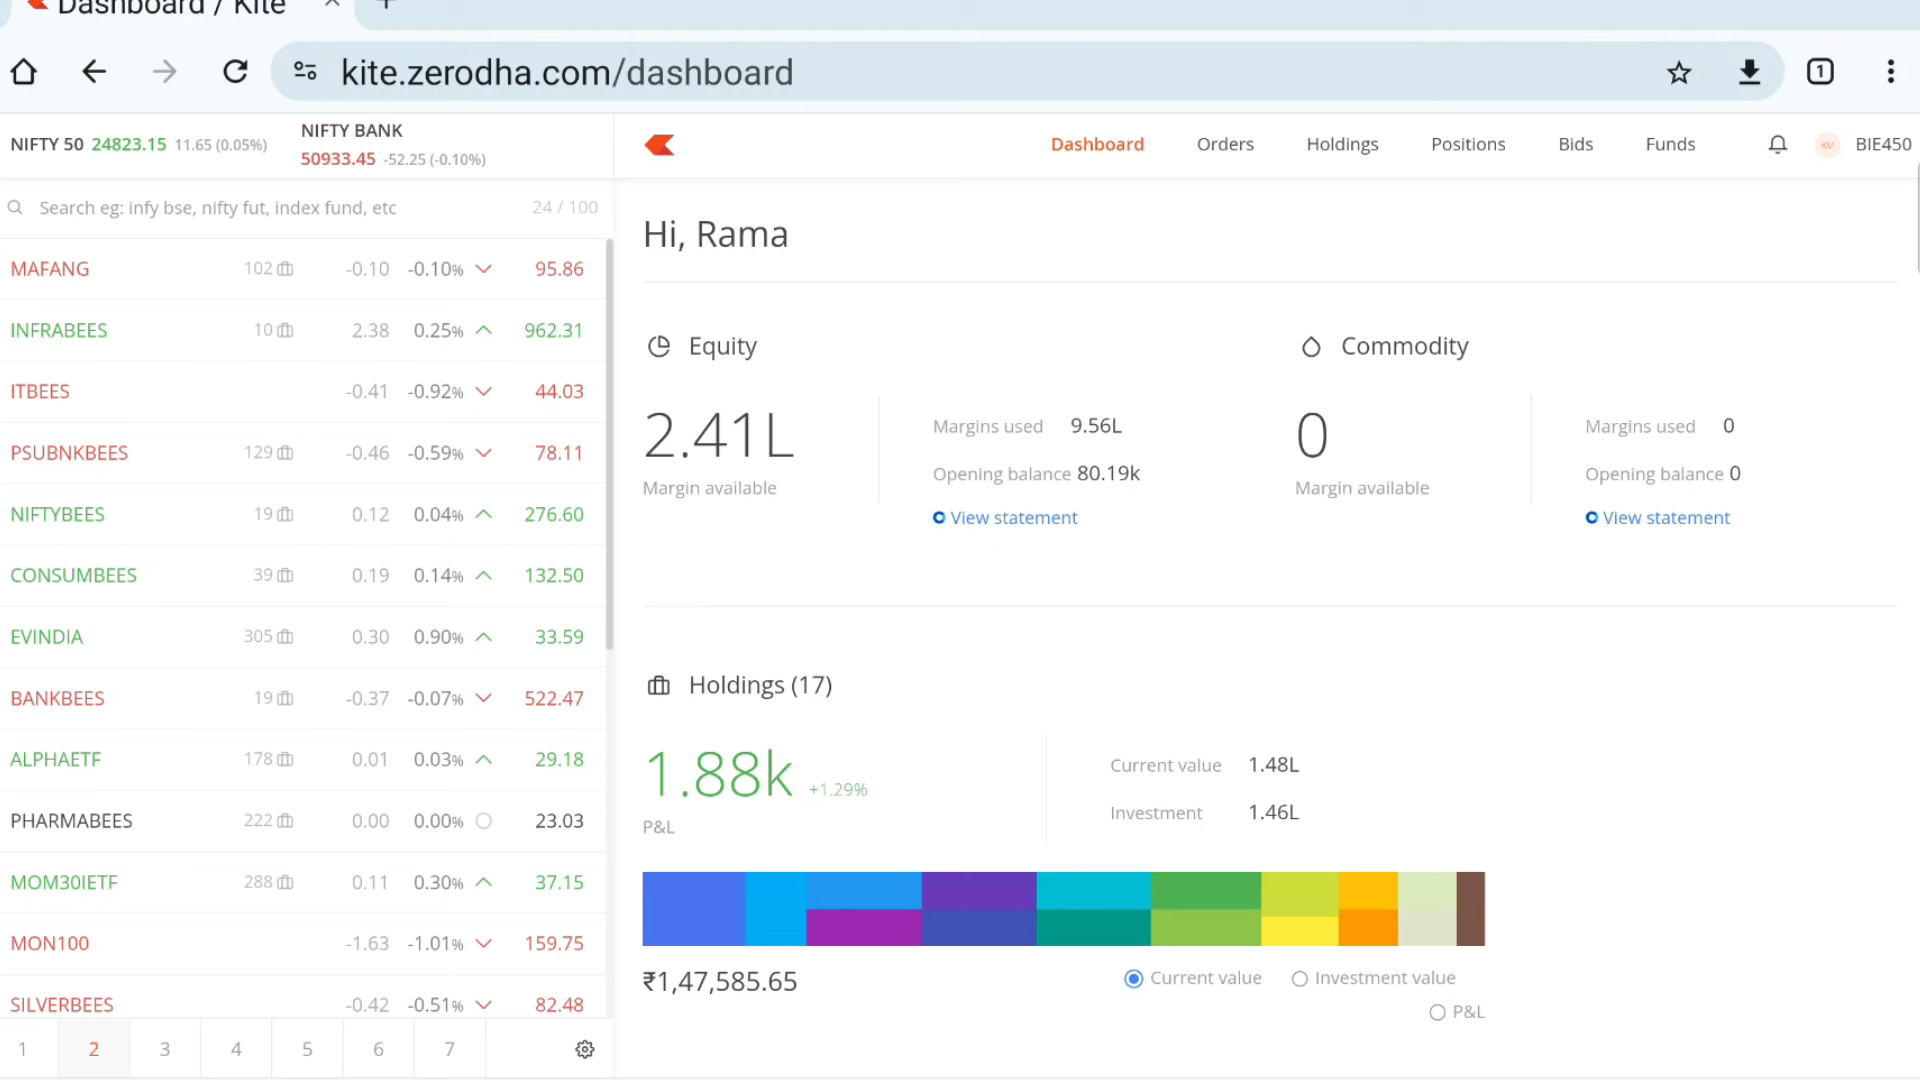 Dashboard / Kite
kite.zerodha.com/dashboard
1
NIFTY 50 24823.15 11.65 (0.05%)
NIFTY BANK
50933.45 -52.25 (-0.10%)
Dashboard Orders Holdings Positions Bids Funds BIE450
Search eg: infy bse, nifty fut, index fund, etc 24 / 100
MAFANG 102 -0.10 -0.10% 95.86
INFRABEES 10 2.38 0.25% 962.31
ITBEES -0.41 -0.92% 44.03
PSUBNKBEES 129 -0.46 -0.59% 78.11
NIFTYBEES 19 0.12 0.04% 276.60
CONSUMBEES 39 0.19 0.14% 132.50
EVINDIA 305 0.30 0.90% 33.59
BANKBEES 19 -0.37 -0.07% 522.47
ALPHAETF 178 0.01 0.03% 29.18
PHARMABEES 222 0.00 0.00% 23.03
MOM30IETF 288 0.11 0.30% 37.15
MON100 -1.63 -1.01% 159.75
SILVERBEES -0.42 -0.51% 82.48
1 2 3 4 5 6 7
Hi, Rama
Equity
2.41L
Margin available
Margins used 9.56L
Opening balance 80.19k
View statement
Commodity
0
Margin available
Margins used 0
Opening balance 0
View statement
Holdings (17)
1.88k +1.29%
P&L
Current value 1.48L
Investment 1.46L
₹1,47,585.65
Current value Investment value
P&L